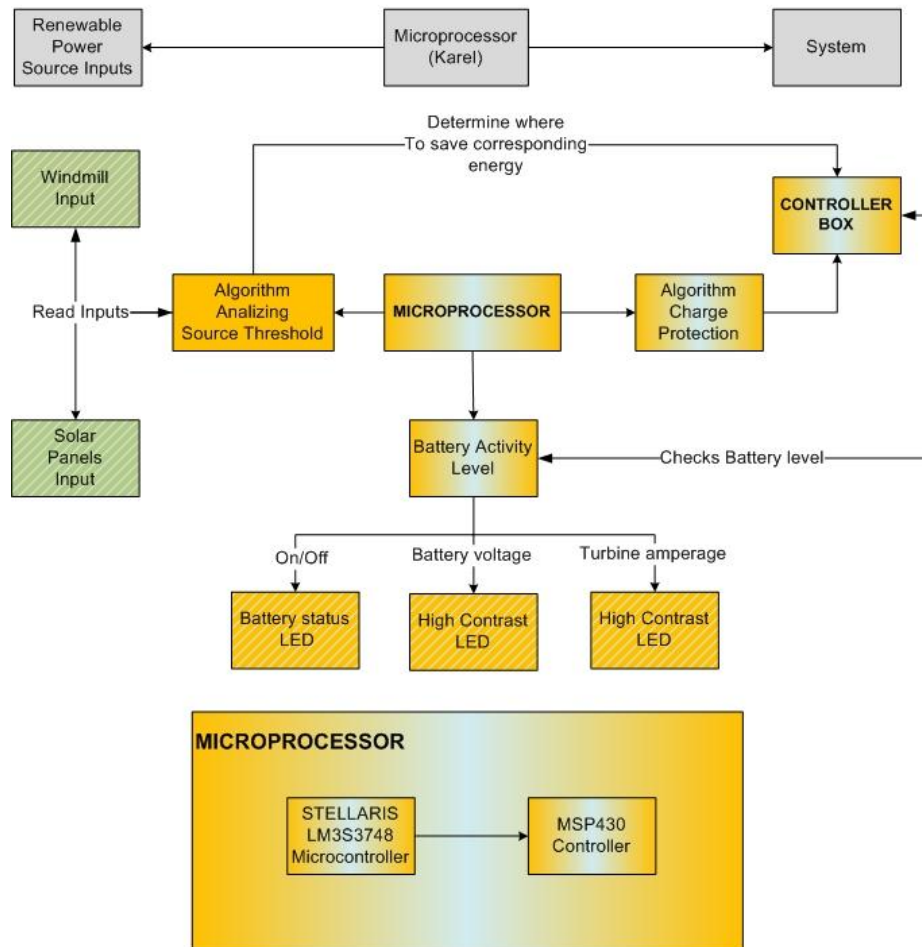 Renewable
Power
Source Inputs
Microprocessor
(Karel)
System
Determine where
To save corresponding
energy
Windmill
Input
CONTROLLER
BOX
Read Inputs
Algorithm
Analizing
Source Threshold
MICROPROCESSOR
Algorithm
Charge
Protection
Solar
Panels
Input
Battery Activity
Level
Checks Battery level
On/Off
Battery voltage
Turbine amperage
Battery status
LED
High Contrast
LED
High Contrast
LED
MICROPROCESSOR
STELLARIS
LM3S3748
Microcontroller
MSP430
Controller